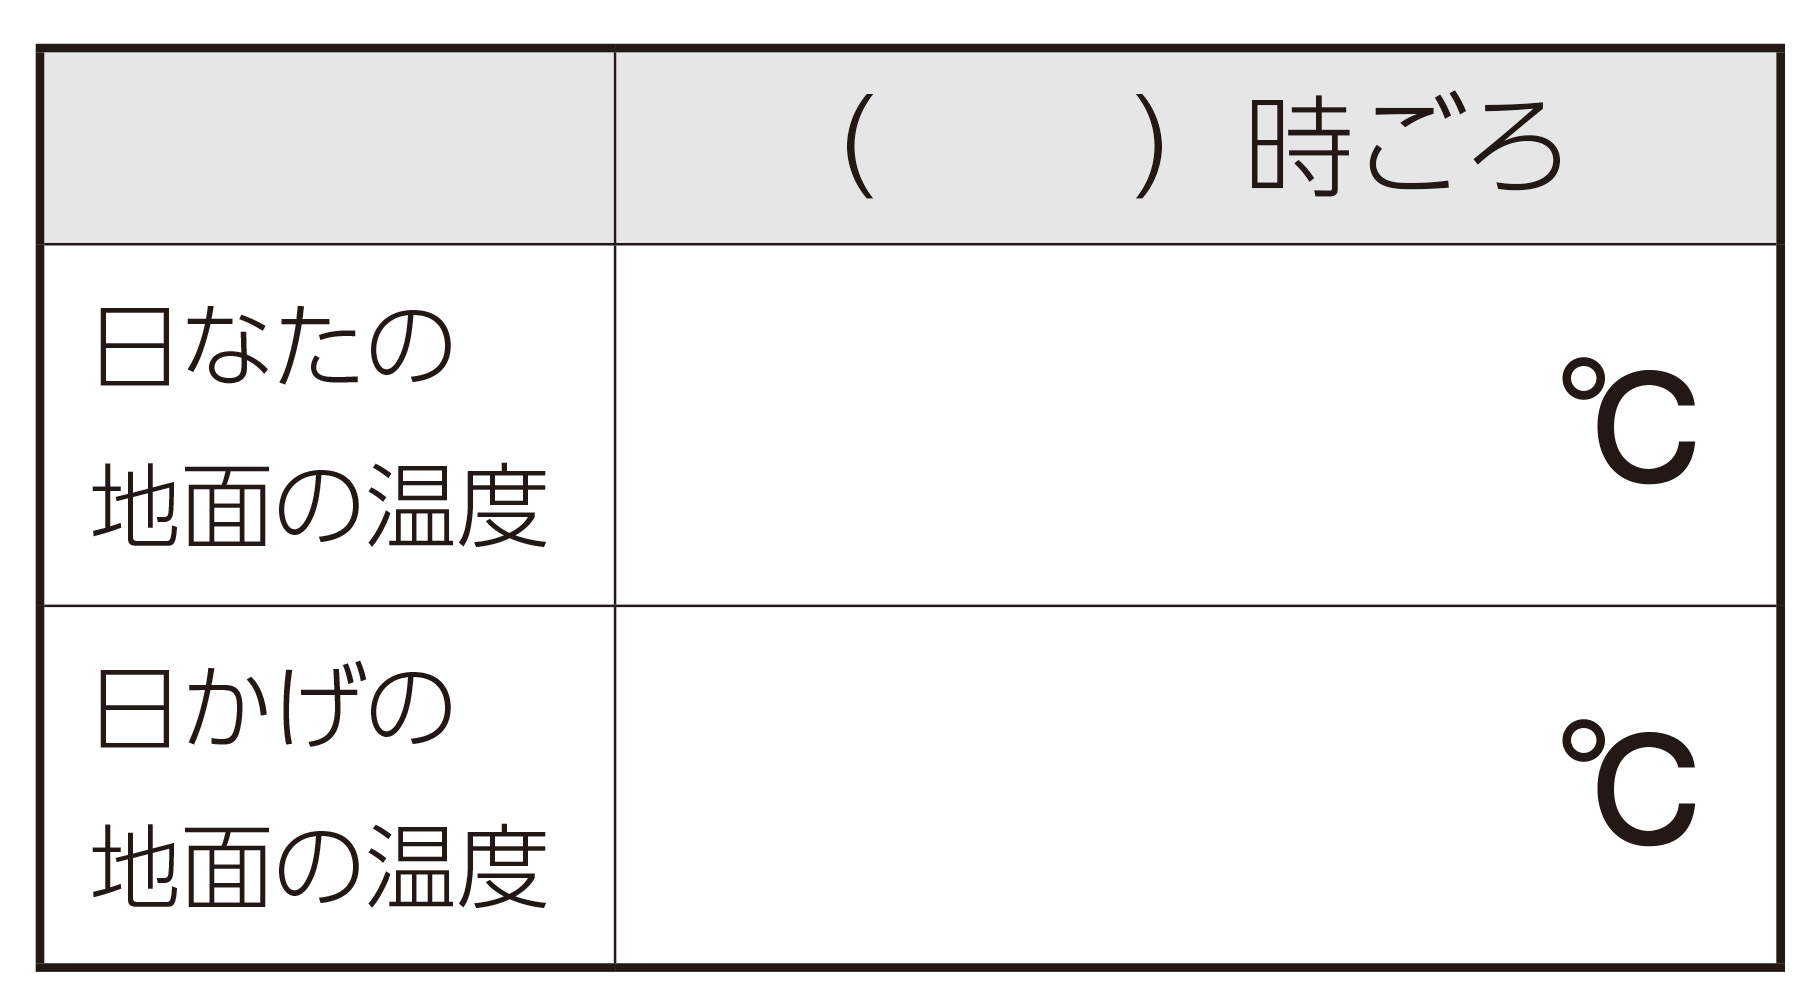 （　　　）時ごろ
日なたの
地面の温度
℃
日かげの
地面の温度
℃